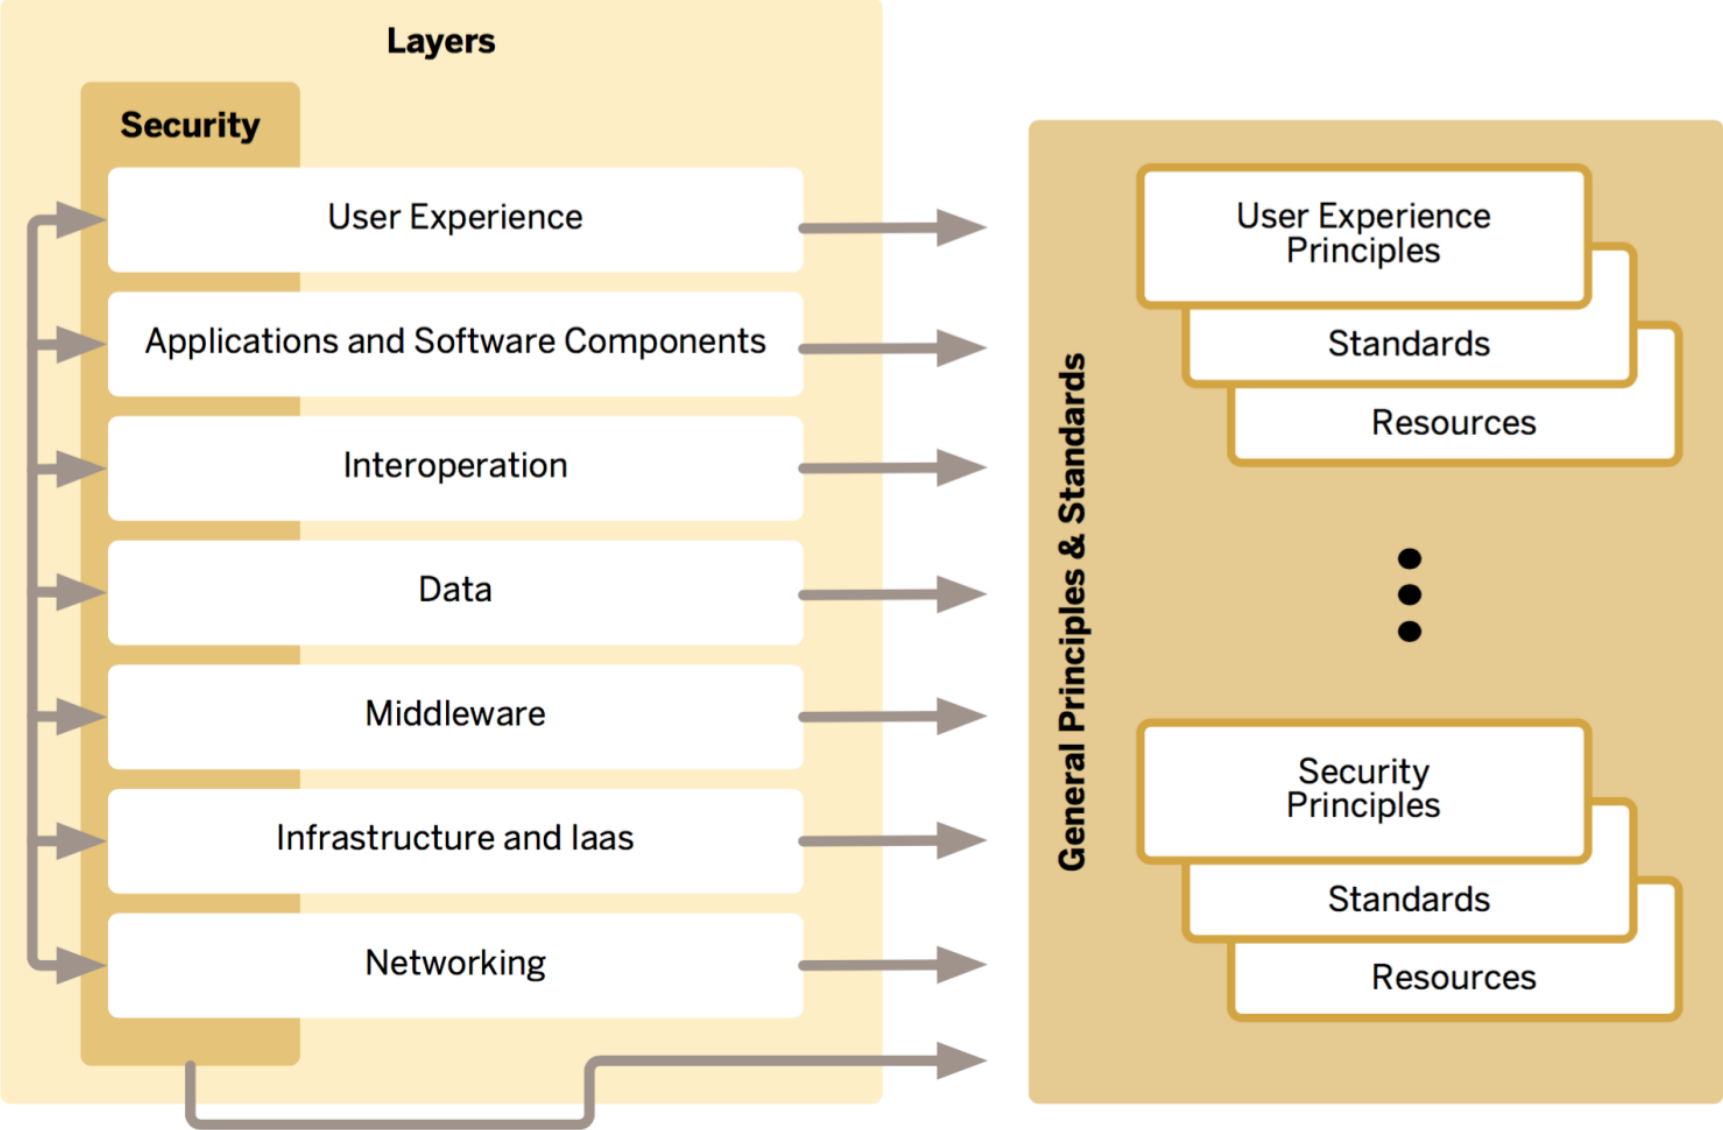 Layers
Security
User Experience
Applications and Software Components
Interoperation
Data
Middleware
Infrastructure and Iaas
Networking
General Principles & Standards
User Experience
Principles
Standards
Resources
Security
Principles
Standards
Resources